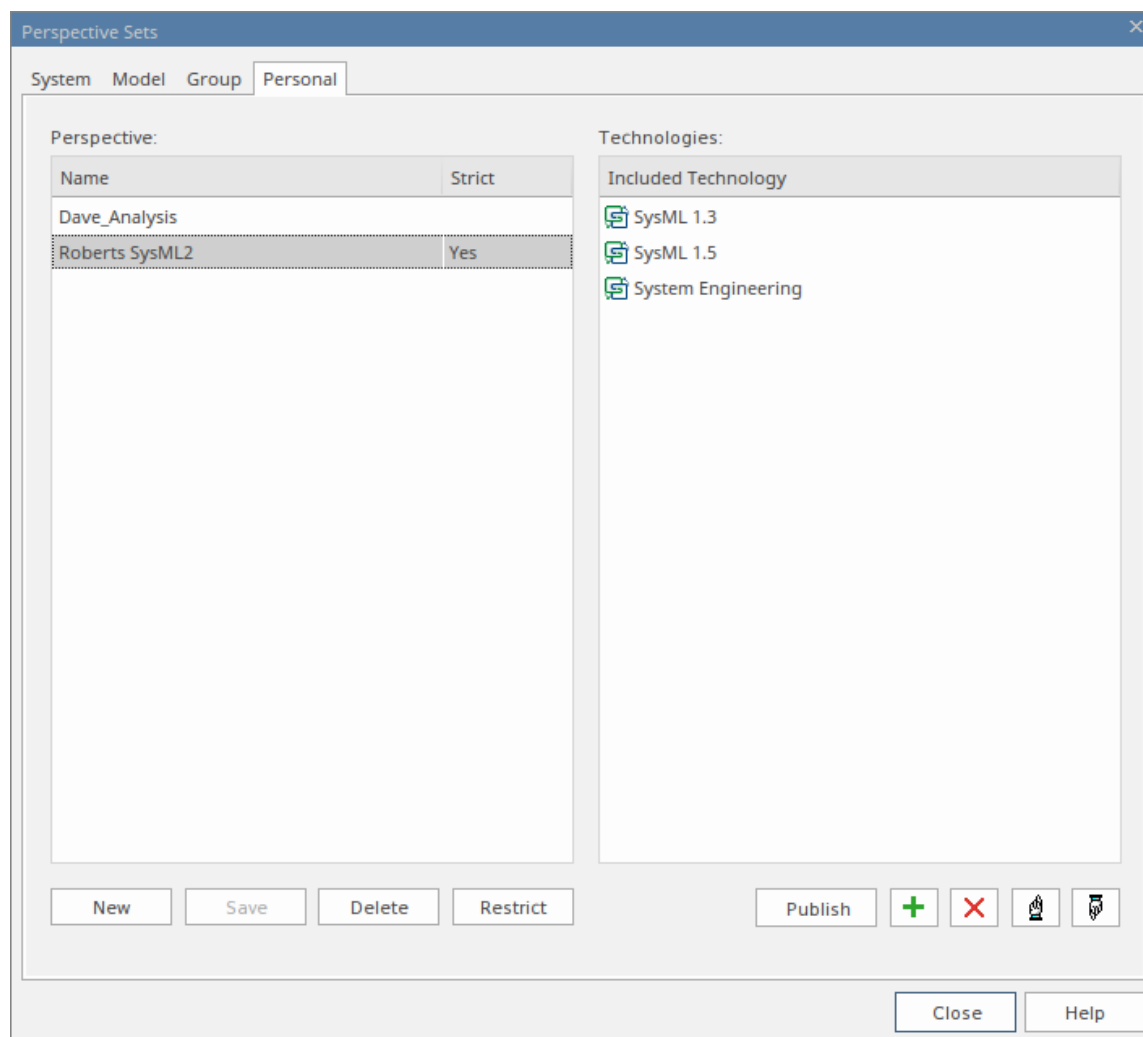 Perspective Sets
System Model Group Personal
Perspective: Technologies:
Name Strict Included Technology
Dave_Analysis SysML 1.3
Roberts SysML2 Yes SysML 1.5
System Engineering
New Save Delete Restrict Publish
Close Help